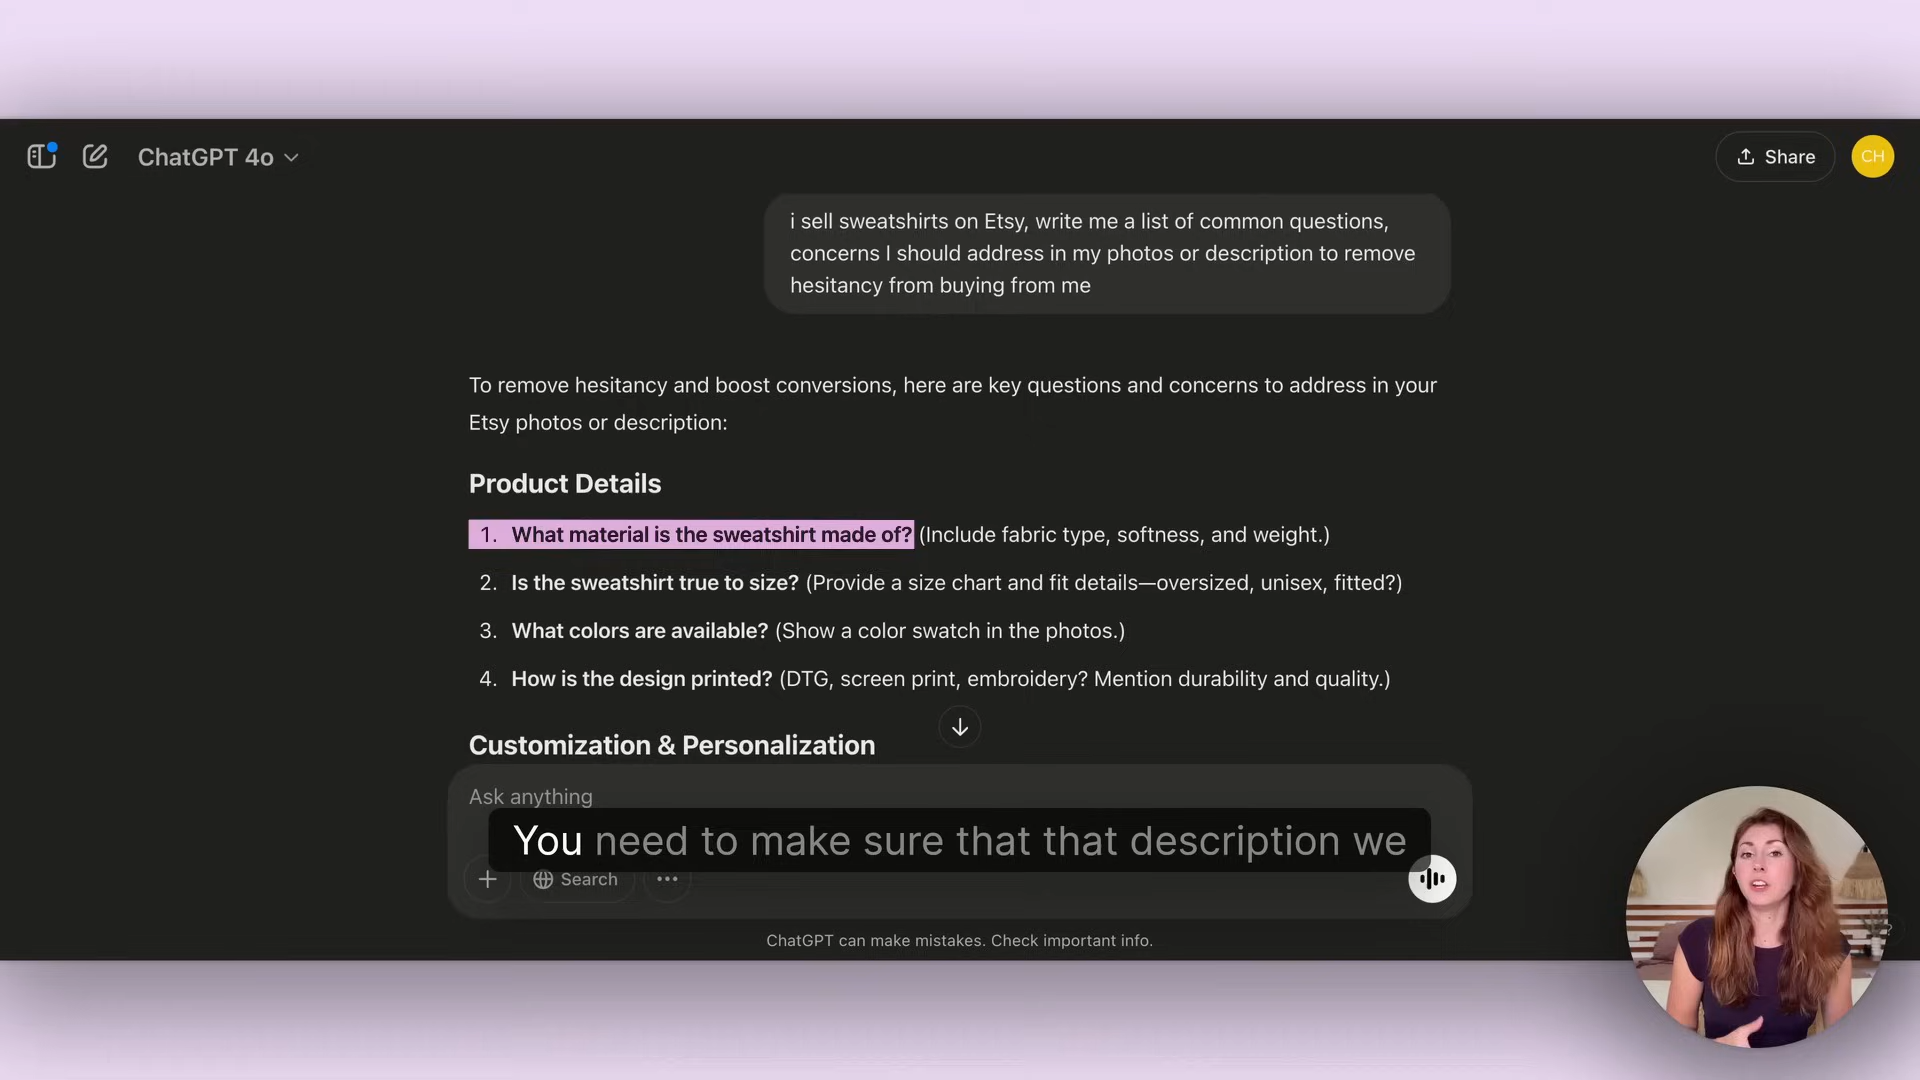 ChatGPT 4o
Share
CH
i sell sweatshirts on Etsy, write me a list of common questions,
concerns I should address in my photos or description to remove
hesitancy from buying from me
To remove hesitancy and boost conversions, here are key questions and concerns to address in your
Etsy photos or description:
Product Details
1. What material is the sweatshirt made of? (Include fabric type, softness, and weight.)
2. Is the sweatshirt true to size? (Provide a size chart and fit details—oversized, unisex, fitted?)
3. What colors are available? (Show a color swatch in the photos.)
4. How is the design printed? (DTG, screen print, embroidery? Mention durability and quality.)
Customization & Personalization
Ask anything
You need to make sure that that description we
Search
ChatGPT can make mistakes. Check important info.
?